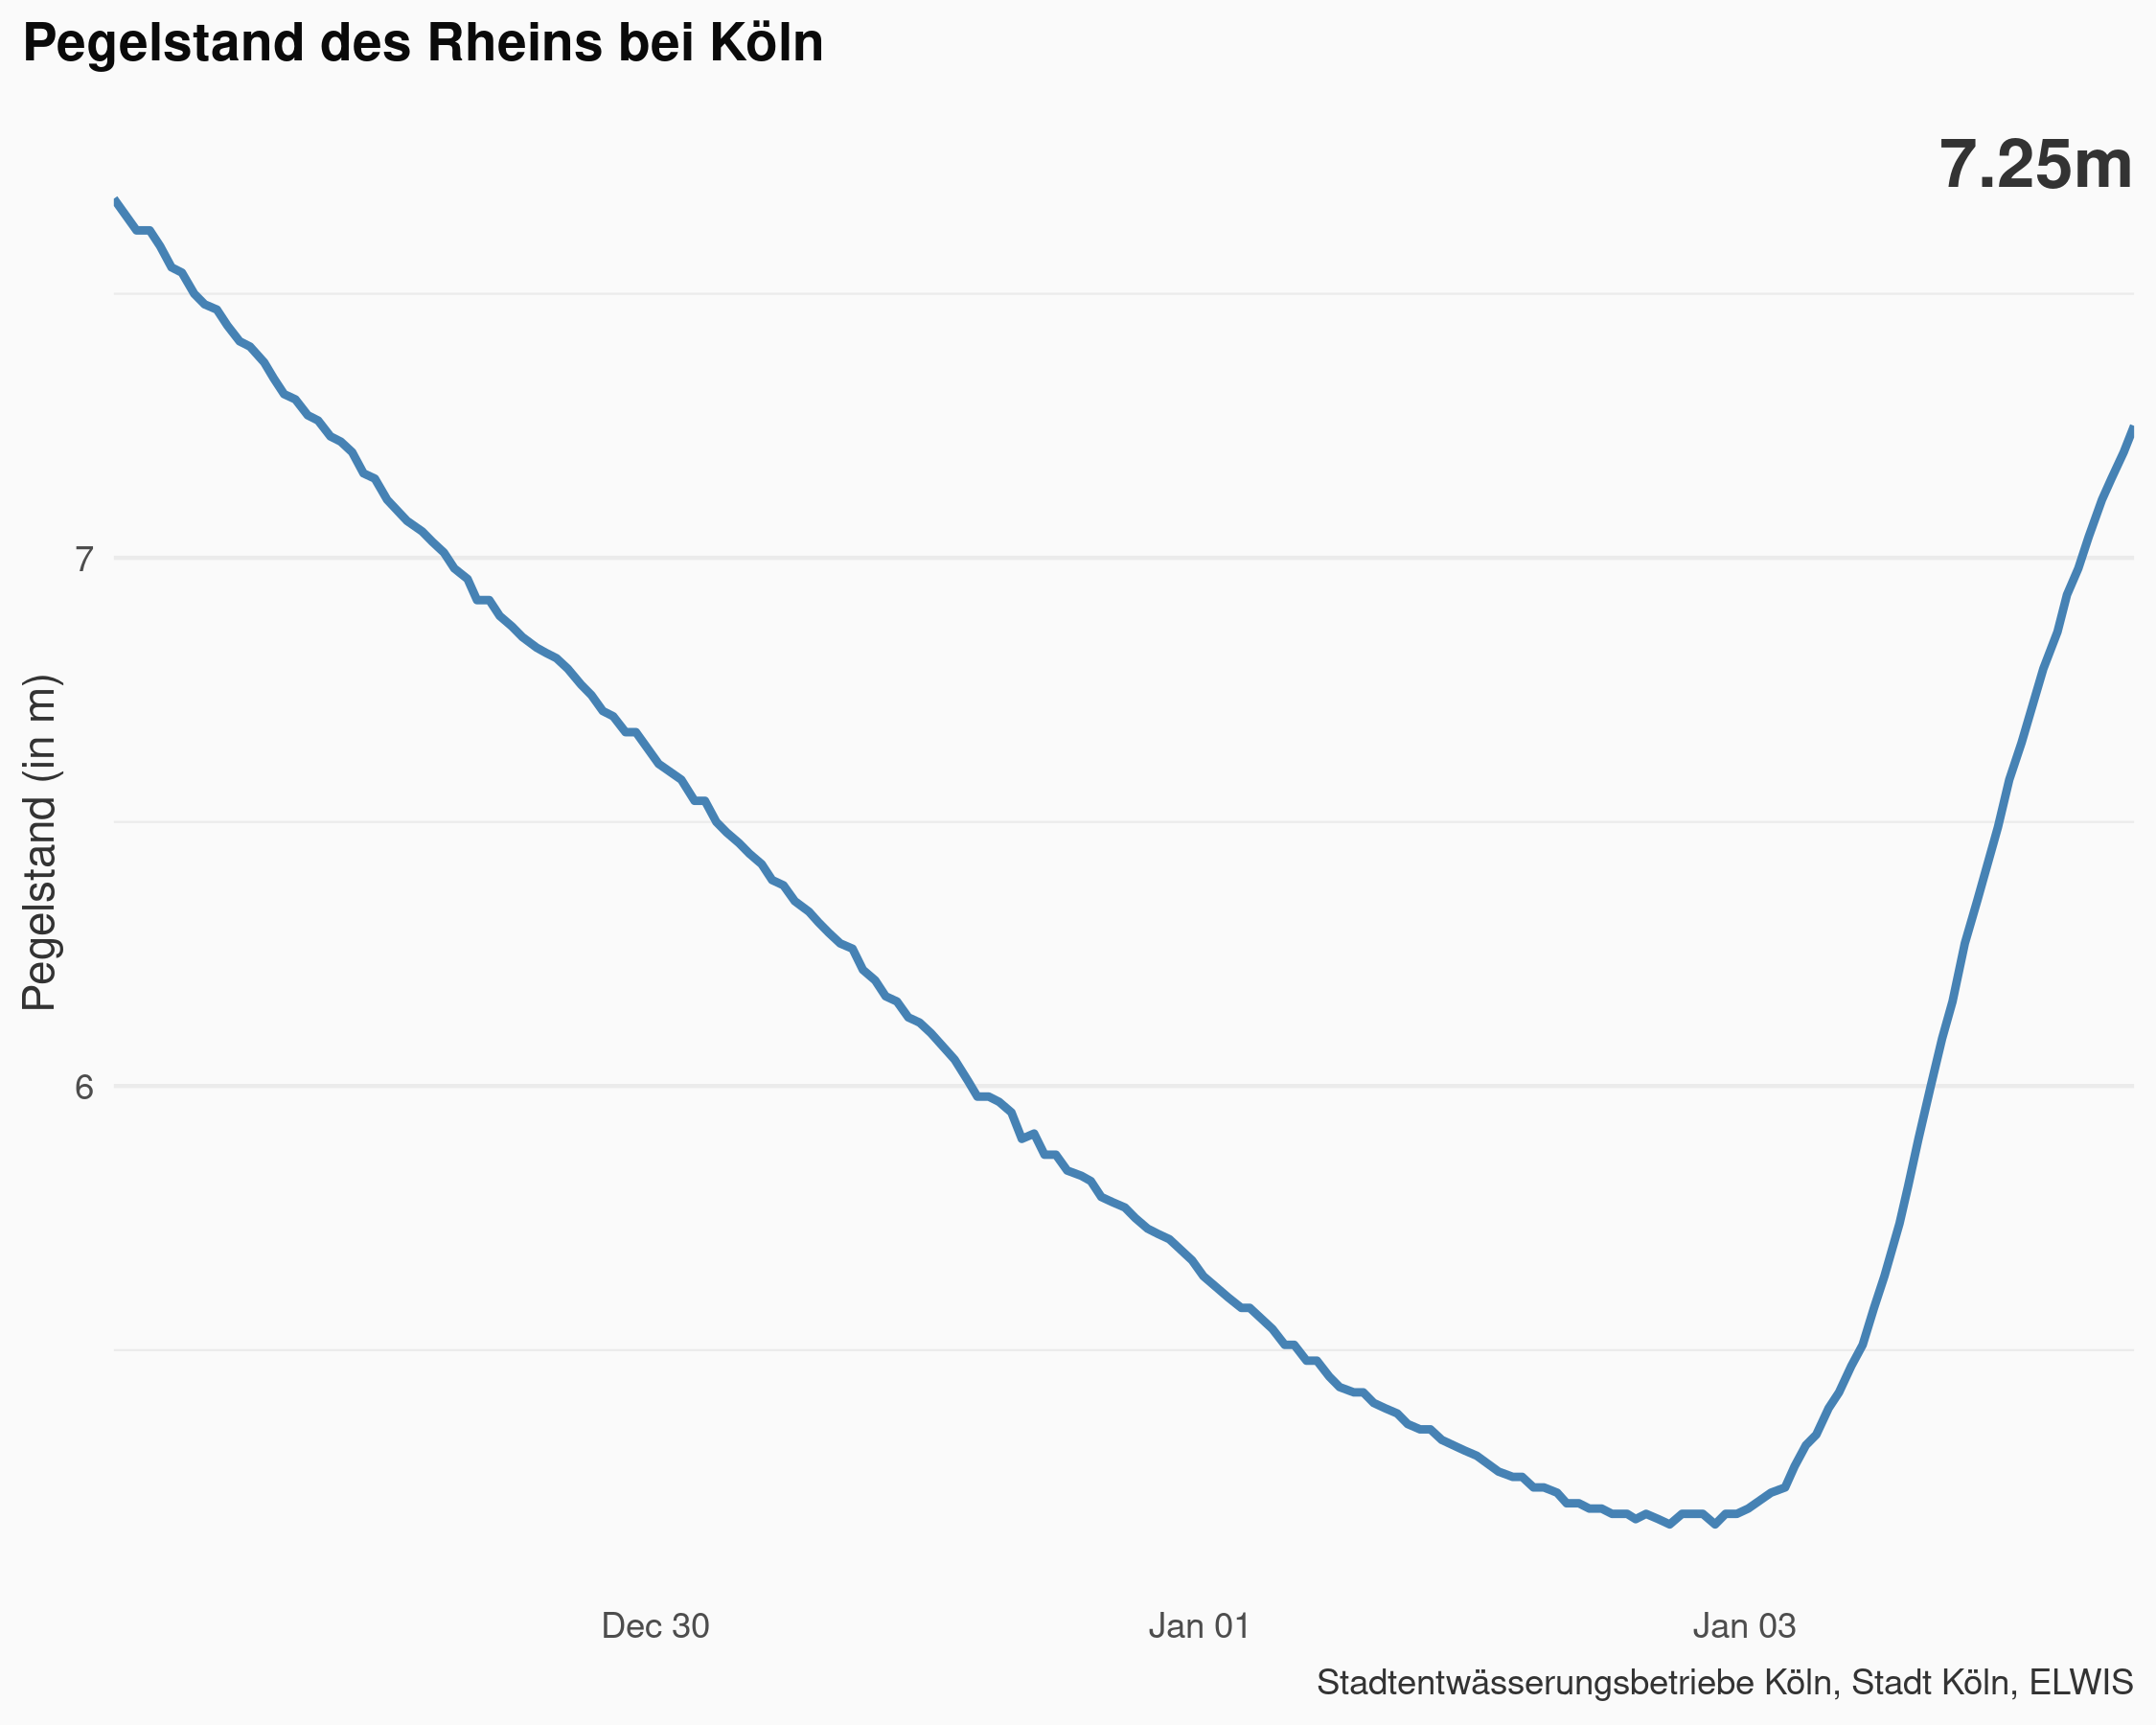 Pegelstand des Rheins bei Köln
7.25m
Pegelstand (in m)
7
6
Dec 30
Jan 01
Jan 03
Stadtentwässerungsbetriebe Köln, Stadt Köln, ELWIS